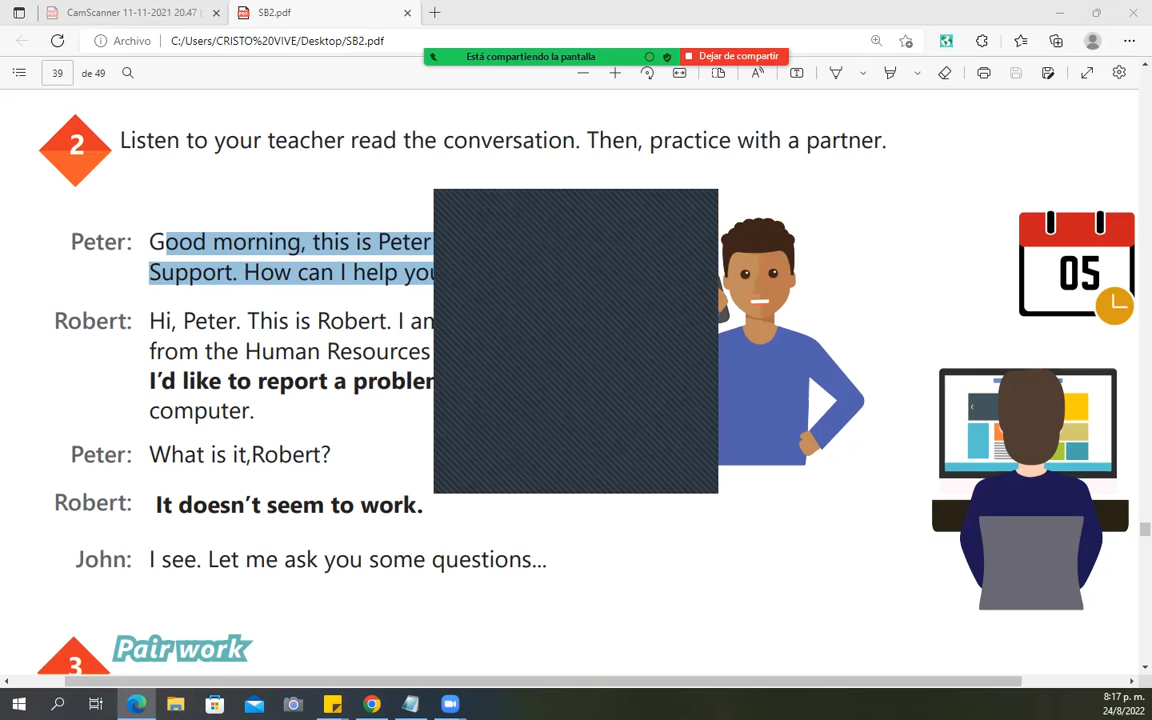 CamScanner 11-11-2021 20.47 (
SB2.pdf
Archivo
C:/Users/CRISTO%20VIVE/Desktop/SB2.pdf
Está compartiendo la pantalla
Dejar de compartir
39
de 49
2
Listen to your teacher read the conversation. Then, practice with a partner.
Peter: Good morning, this is Peter
Support. How can I help you
Robert: Hi, Peter. This is Robert. I am
from the Human Resources
I'd like to report a problem
computer.
Peter: What is it,Robert?
Robert: It doesn't seem to work.
John: I see. Let me ask you some questions...
05
3
Pair work
8:17 p. m.
24/8/2022